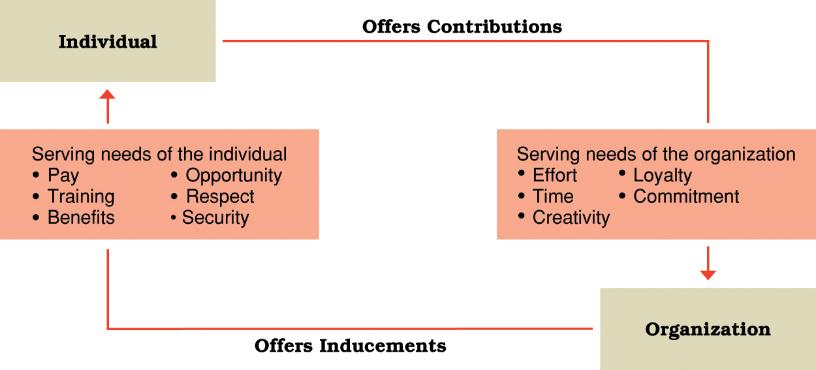 Offers Contributions
Individual
Serving needs of the individual
• Pay • Opportunity
• Training • Respect
• Benefits • Security
Serving needs of the organization
• Effort • Loyalty
• Time • Commitment
• Creativity
Organization
Offers Inducements